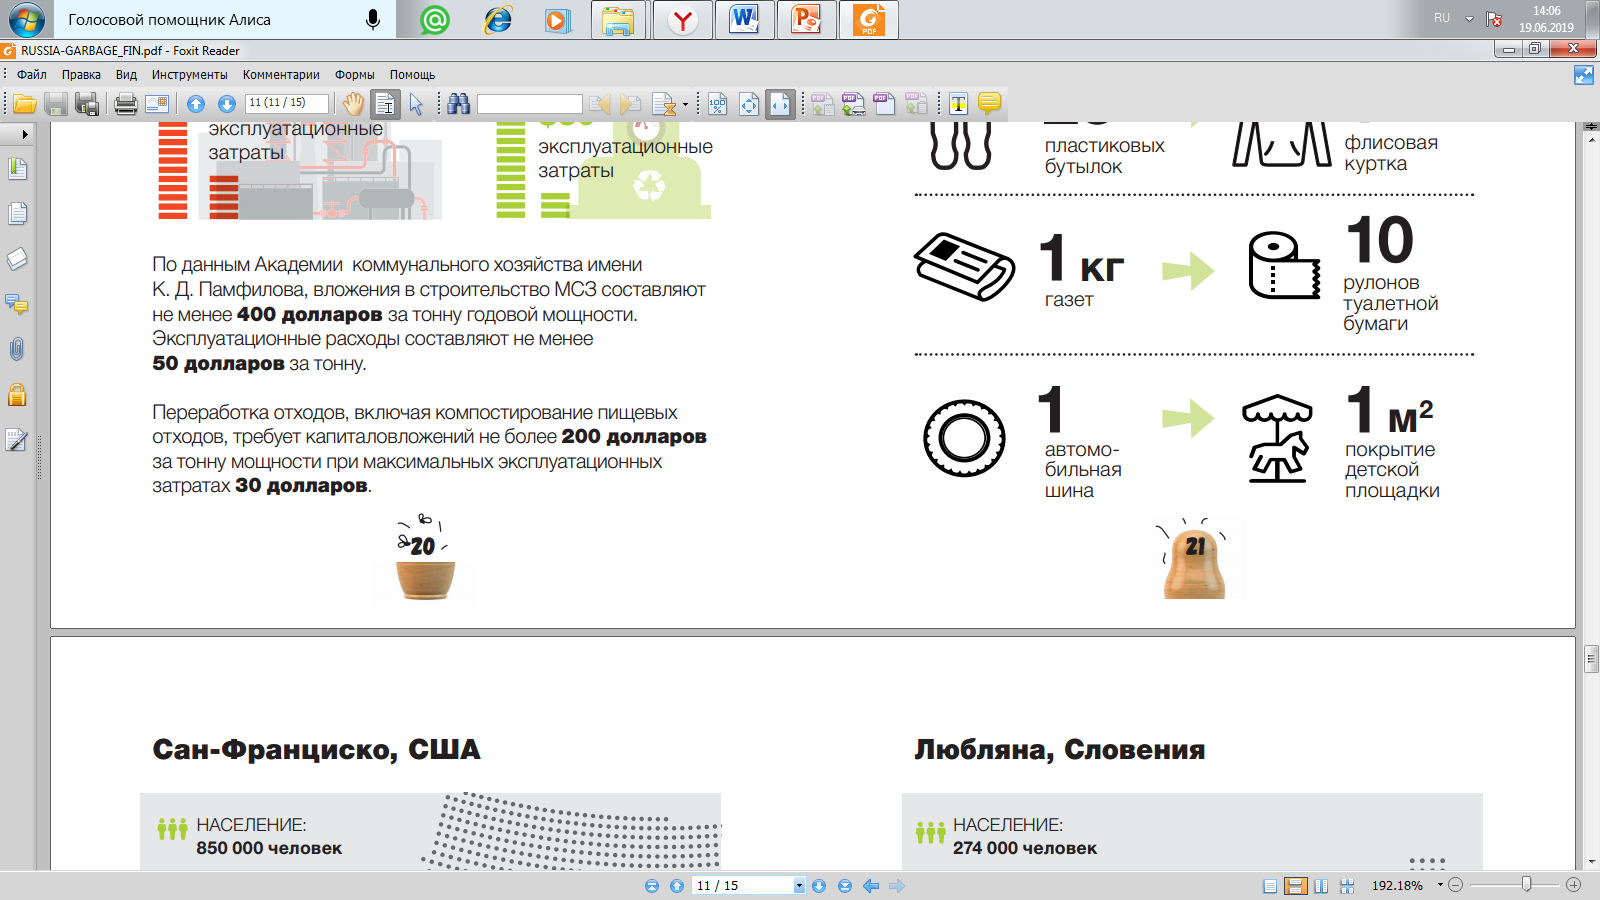 Голосовой помощник Алиса
RU
14:06
19.06.2019
RUSSIA-GARBAGE_FIN.pdf - Foxit Reader
Файл Правка Вид Инструменты Комментарии Формы Помощь
11 (11 / 15)
эксплуатационные
затраты
эксплуатационные
затраты
По данным Академии коммунального хозяйства имени
К. Д. Памфилова, вложения в строительство МСЗ составляют
не менее 400 долларов за тонну годовой мощности.
Эксплуатационные расходы составляют не менее
50 долларов за тонну.
Переработка отходов, включая компостирование пищевых
отходов, требует капиталовложений не более 200 долларов
за тонну мощности при максимальных эксплуатационных
затратах 30 долларов.
20
пластиковых
бутылок
флисовая
куртка
1 кг
газет
10
рулонов
туалетной
бумаги
1
автомо-
бильная
шина
1 м²
покрытие
детской
площадки
21
Сан-Франциско, США
НАСЕЛЕНИЕ:
850 000 человек
Любляна, Словения
НАСЕЛЕНИЕ:
274 000 человек
11 / 15
192.18%